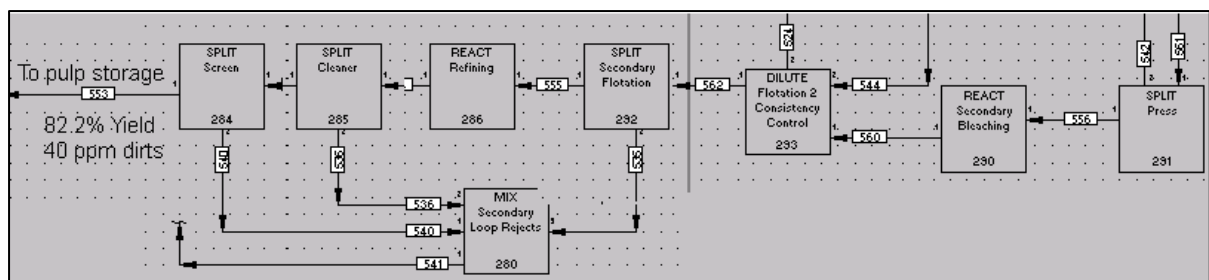 To pulp storage
553
82.2% Yield
40 ppm dirts
SPLIT
Screen
284
SPLIT
Cleaner
285
REACT
Refining
286
555
SPLIT
Secondary
Flotation
292
562
524
DILUTE
Flotation 2
Consistency
Control
293
544
560
REACT
Secondary
Bleaching
290
556
542
561
SPLIT
Press
291
540
536
535
536
540
541
MIX
Secondary
Loop Rejects
280